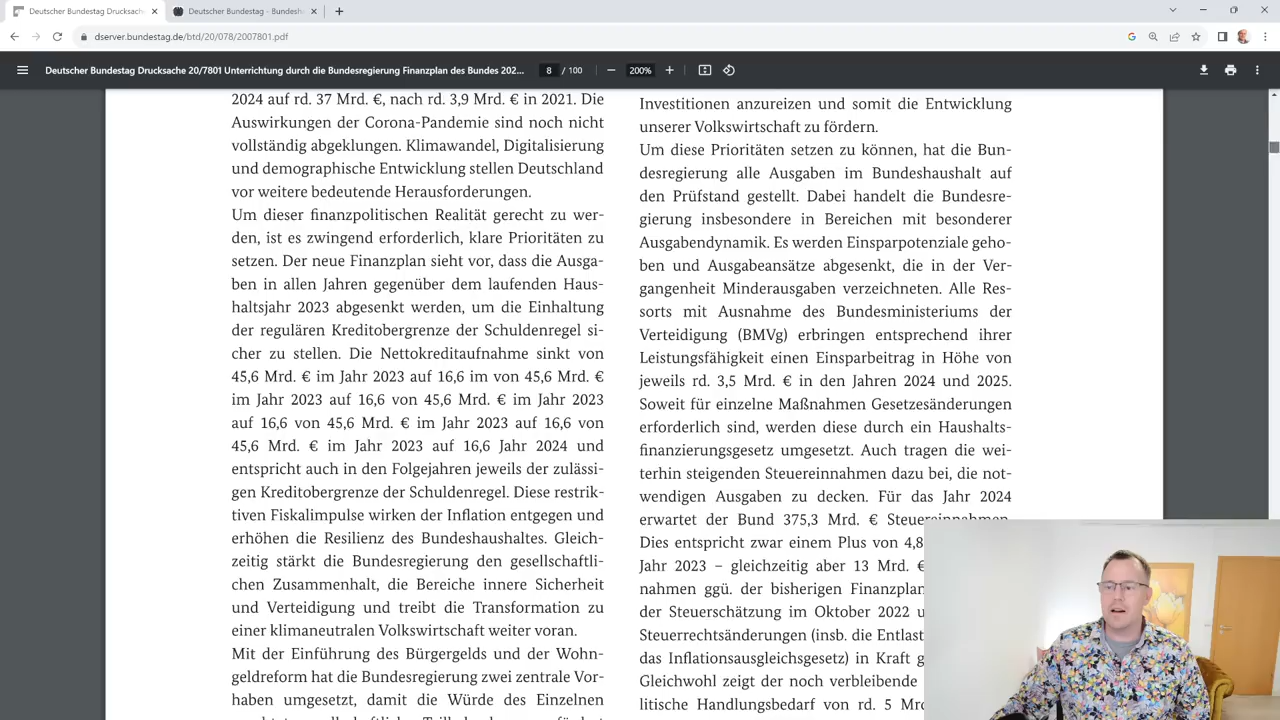 Deutscher Bundestag Drucksach
Deutscher Bundestag - Bundesh
dserver.bundestag.de/btd/20/078/2007801.pdf
Deutscher Bundestag Drucksache 20/7801 Unterrichtung durch die Bundesregierung Finanzplan des Bundes 202...
8 / 100
200%
2024 auf rd. 37 Mrd. €, nach rd. 3,9 Mrd. € in 2021. Die
Auswirkungen der Corona-Pandemie sind noch nicht
vollständig abgeklungen. Klimawandel, Digitalisierung
und demographische Entwicklung stellen Deutschland
vor weitere bedeutende Herausforderungen.
Um dieser finanzpolitischen Realität gerecht zu wer-
den, ist es zwingend erforderlich, klare Prioritäten zu
setzen. Der neue Finanzplan sieht vor, dass die Ausga-
ben in allen Jahren gegenüber dem laufenden Haus-
haltsjahr 2023 abgesenkt werden, um die Einhaltung
der regulären Kreditobergrenze der Schuldenregel si-
cher zu stellen. Die Nettokreditaufnahme sinkt von
45,6 Mrd. € im Jahr 2023 auf 16,6 im von 45,6 Mrd. €
im Jahr 2023 auf 16,6 von 45,6 Mrd. € im Jahr 2023
auf 16,6 von 45,6 Mrd. € im Jahr 2023 auf 16,6 von
45,6 Mrd. € im Jahr 2023 auf 16,6 Jahr 2024 und
entspricht auch in den Folgejahren jeweils der zulässi-
gen Kreditobergrenze der Schuldenregel. Diese restrik-
tiven Fiskalimpulse wirken der Inflation entgegen und
erhöhen die Resilienz des Bundeshaushaltes. Gleich-
zeitig stärkt die Bundesregierung den gesellschaftli-
chen Zusammenhalt, die Bereiche innere Sicherheit
und Verteidigung und treibt die Transformation zu
einer klimaneutralen Volkswirtschaft weiter voran.
Mit der Einführung des Bürgergelds und der Wohn-
geldreform hat die Bundesregierung zwei zentrale Vor-
haben umgesetzt, damit die Würde des Einzelnen
Investitionen anzureizen und somit die Entwicklung
unserer Volkswirtschaft zu fördern.
Um diese Prioritäten setzen zu können, hat die Bun-
desregierung alle Ausgaben im Bundeshaushalt auf
den Prüfstand gestellt. Dabei handelt die Bundesre-
gierung insbesondere in Bereichen mit besonderer
Ausgabendynamik. Es werden Einsparpotenziale geho-
ben und Ausgabeansätze abgesenkt, die in der Ver-
gangenheit Minderausgaben verzeichneten. Alle Res-
sorts mit Ausnahme des Bundesministeriums der
Verteidigung (BMVg) erbringen entsprechend ihrer
Leistungsfähigkeit einen Einsparbeitrag in Höhe von
jeweils rd. 3,5 Mrd. € in den Jahren 2024 und 2025.
Soweit für einzelne Maßnahmen Gesetzesänderungen
erforderlich sind, werden diese durch ein Haushalts-
finanzierungsgesetz umgesetzt. Auch tragen die wei-
terhin steigenden Steuereinnahmen dazu bei, die not-
wendigen Ausgaben zu decken. Für das Jahr 2024
erwartet der Bund 375,3 Mrd. € Steuereinnahmen.
Dies entspricht zwar einem Plus von 4,8
Jahr 2023 – gleichzeitig aber 13 Mrd. €
nahmen ggü. der bisherigen Finanzplan
der Steuerschätzung im Oktober 2022 u
Steuerrechtsänderungen (insb. die Entlast
das Inflationsausgleichsgesetz) in Kraft g
Gleichwohl zeigt der noch verbleibende
litische Handlungsbedarf von rd. 5 Mrd